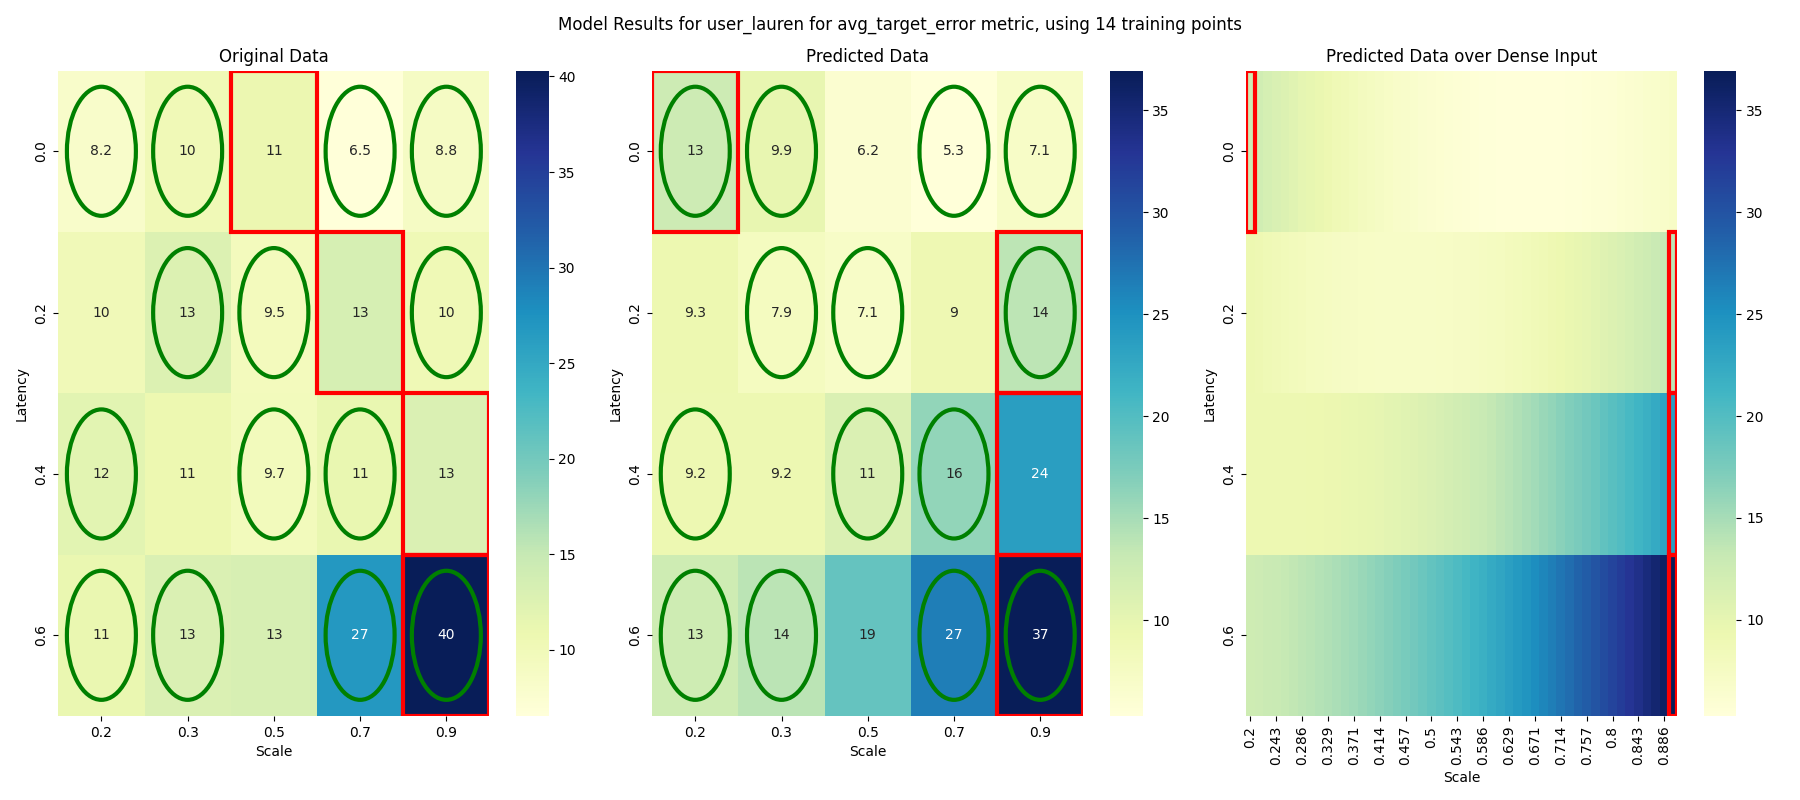 Model Results for user_lauren for avg_target_error metric, using 14 training points
Original Data
Latency
0.0 8.2 10 11 6.5 8.8
0.2 10 13 9.5 13 10
0.4 12 11 9.7 11 13
0.6 11 13 13 27 40
0.2 0.3 0.5 0.7 0.9
Scale
40
35
30
25
20
15
10
Predicted Data
Latency
0.0 13 9.9 6.2 5.3 7.1
0.2 9.3 7.9 7.1 9 14
0.4 9.2 9.2 11 16 24
0.6 13 14 19 27 37
0.2 0.3 0.5 0.7 0.9
Scale
35
30
25
20
15
10
Predicted Data over Dense Input
Latency
0.0
0.2
0.4
0.6
0.2 0.243 0.286 0.329 0.371 0.414 0.457 0.5 0.543 0.586 0.629 0.671 0.714 0.757 0.8 0.843 0.886
Scale
35
30
25
20
15
10